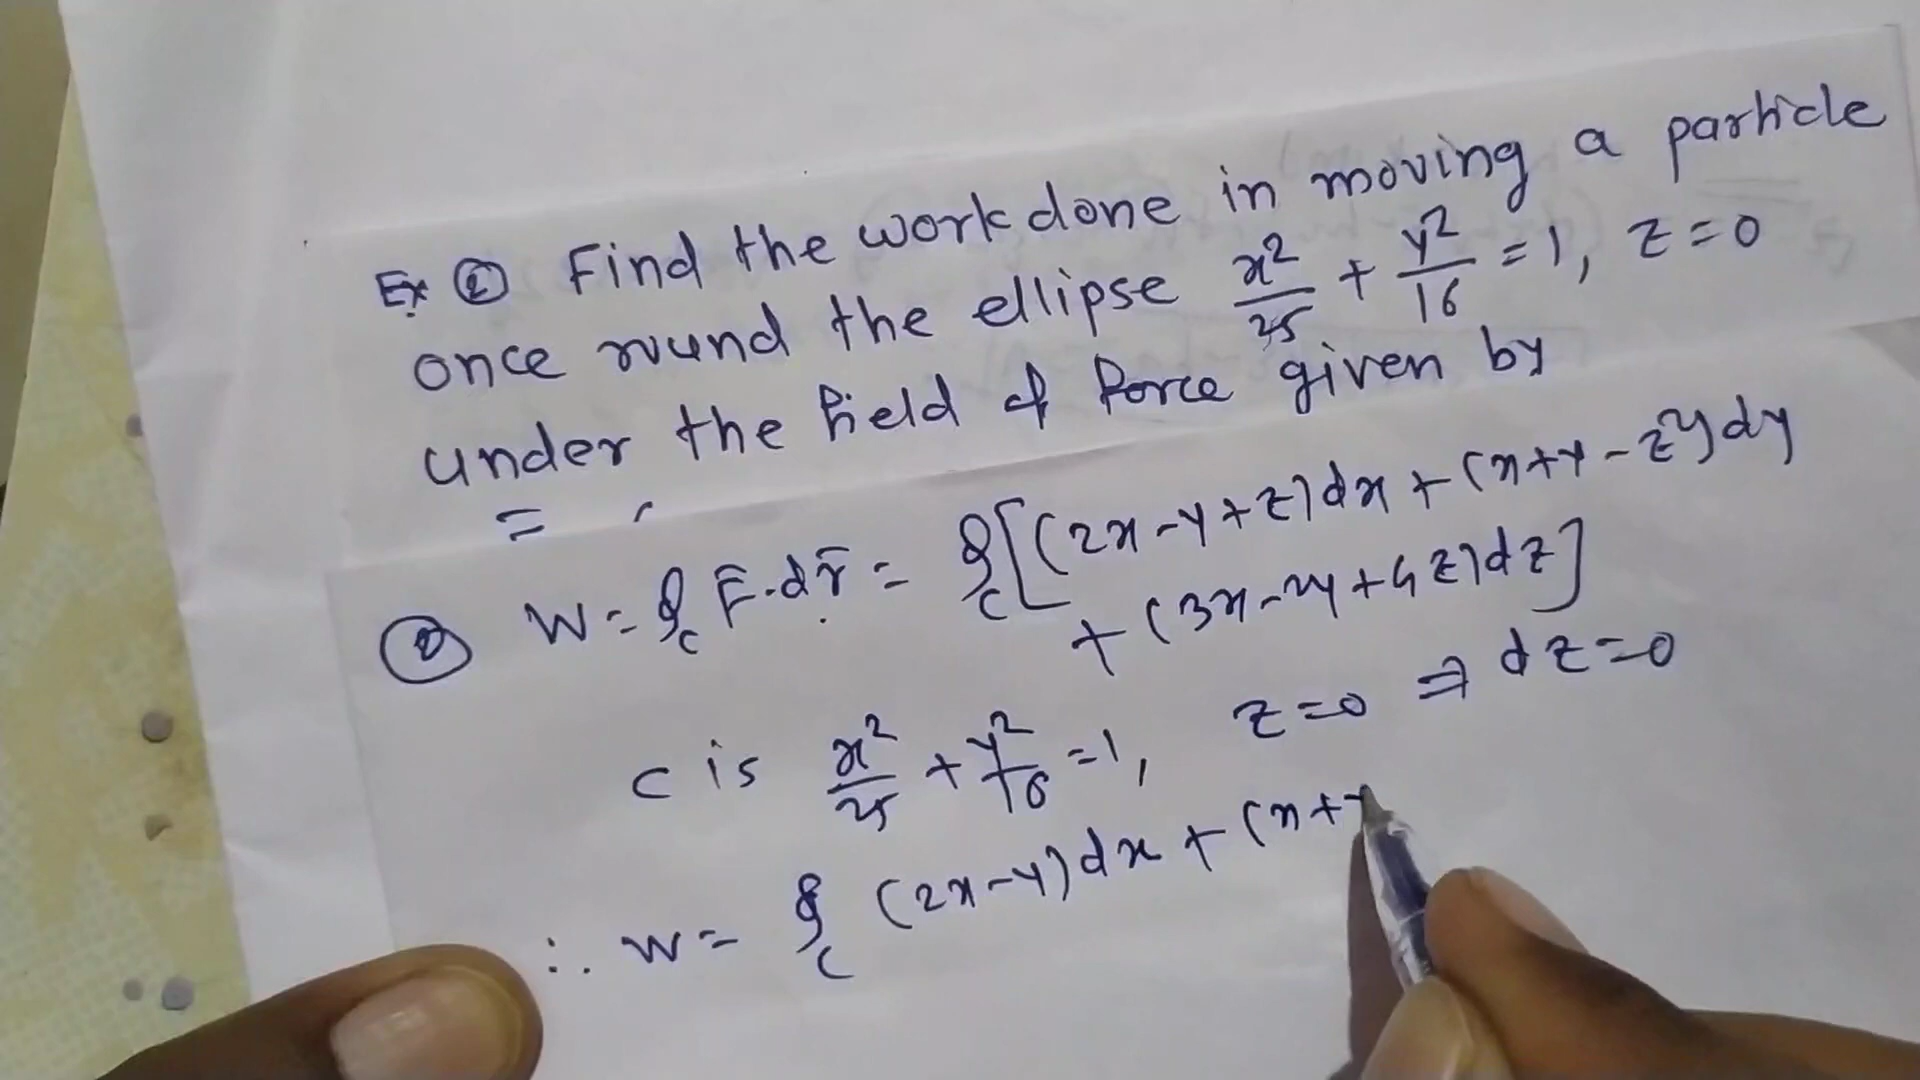 Ex ② Find the work done in moving a particle
once round the ellipse x²/25 + y²/16 = 1, z = 0
under the field of force given by
② W = ∮c F̄.dr̄ = ∮c [(2x-y+z)dx + (x+y-z²)dy
+ (3x-2y+4z)dz]
c is x²/25 + y²/16 = 1, z=0 ⇒ dz=0
∴ W = ∮c (2x-y)dx + (x+y